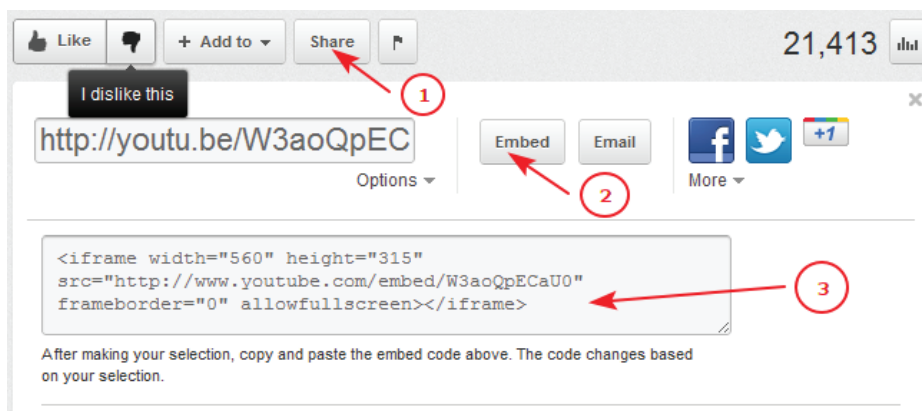 Like
+ Add to
Share
21,413
I dislike this
1
http://youtu.be/W3aoQpEC
Embed
Email
+1
Options
2
More
<iframe width="560" height="315"
src="http://www.youtube.com/embed/W3aoQpECaU0"
frameborder="0" allowfullscreen></iframe>
3
After making your selection, copy and paste the embed code above. The code changes based
on your selection.